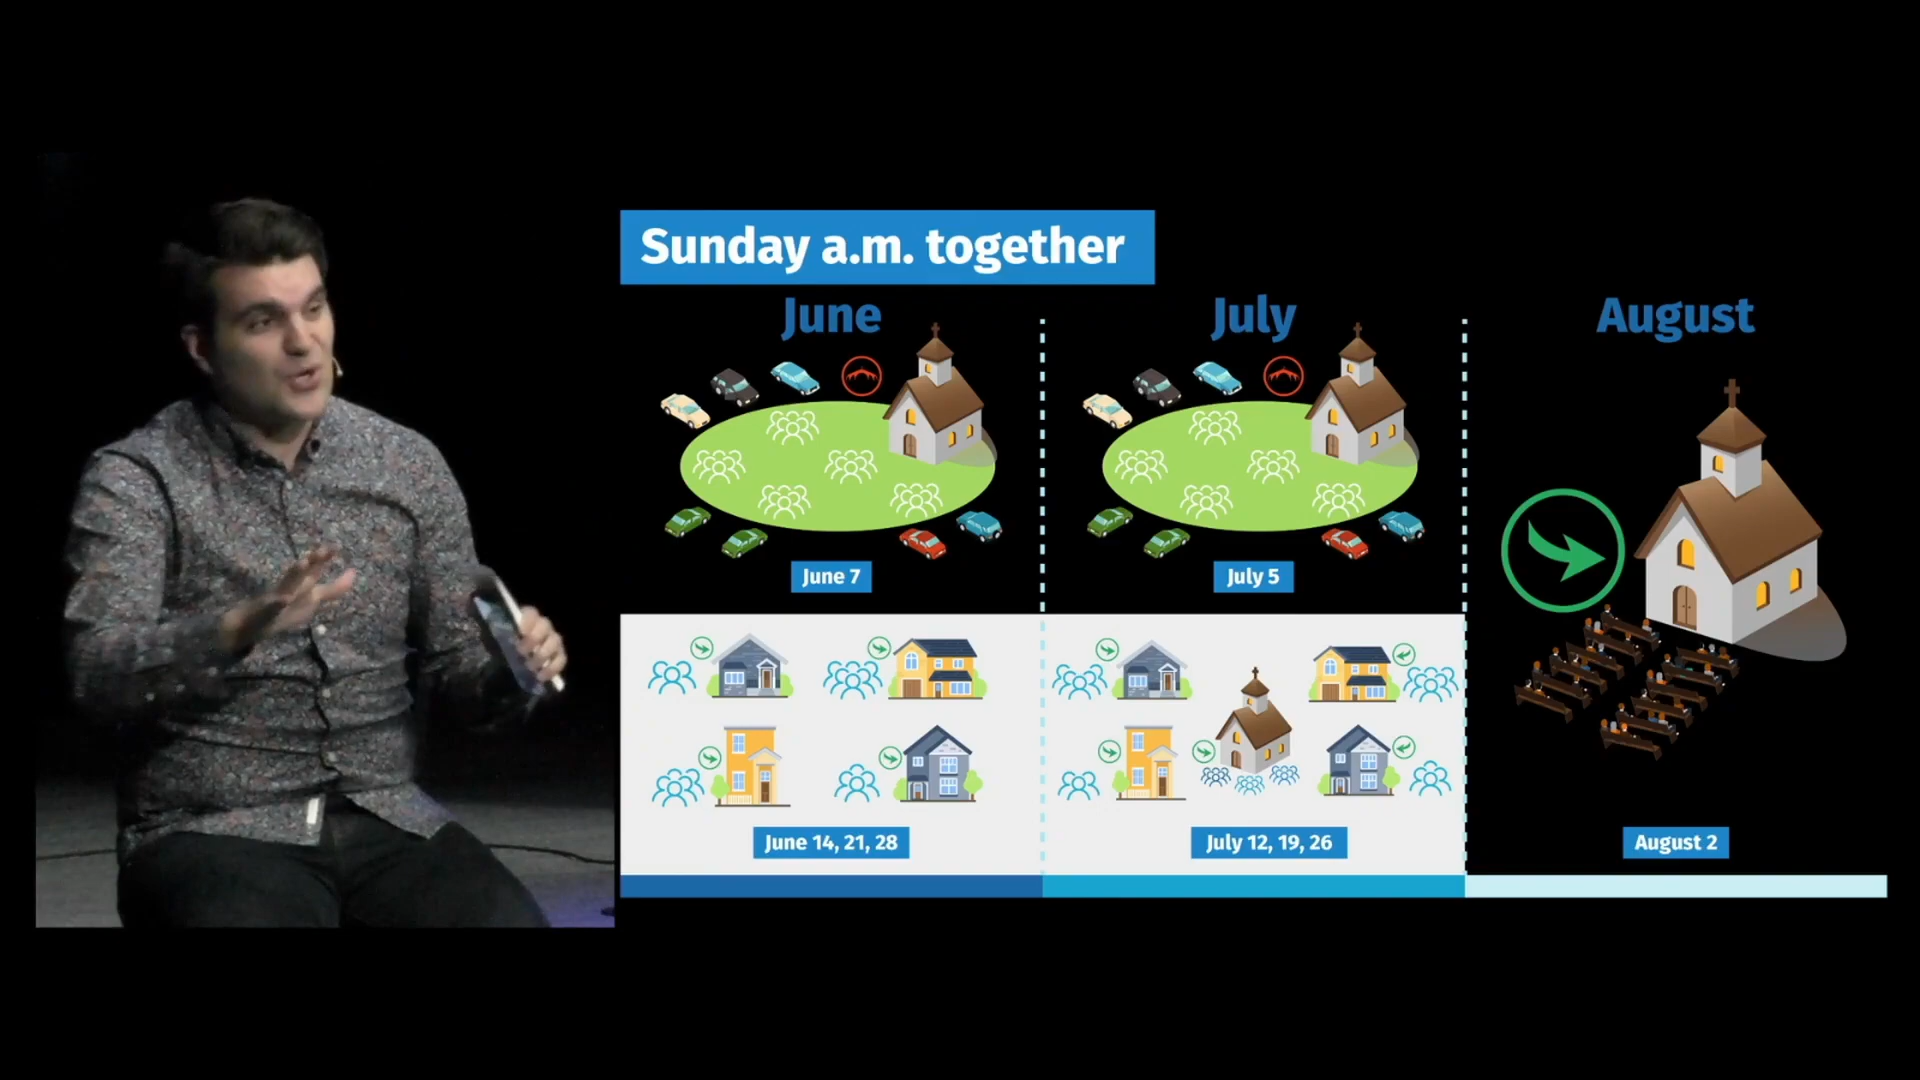 Sunday a.m. together
June
July
August
June 7
July 5
June 14, 21, 28
July 12, 19, 26
August 2